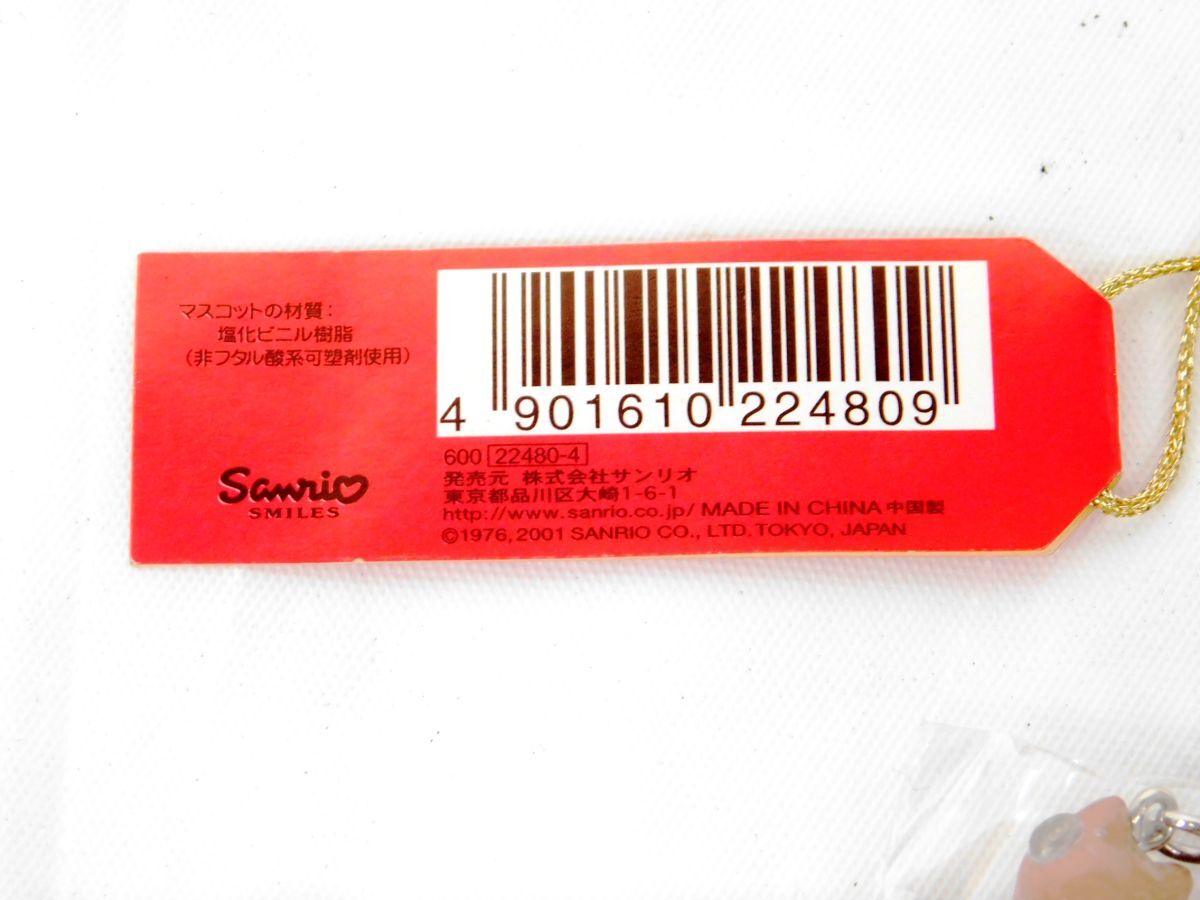 マスコットの材質:
塩化ビニル樹脂
(非フタル酸系可塑剤使用)
Sanrio
SMILES
4 901610 224809
600 22480-4
発売元 株式会社サンリオ
東京都品川区大崎1-6-1
http://www.sanrio.co.jp/ MADE IN CHINA 中国製
©1976, 2001 SANRIO CO., LTD. TOKYO, JAPAN